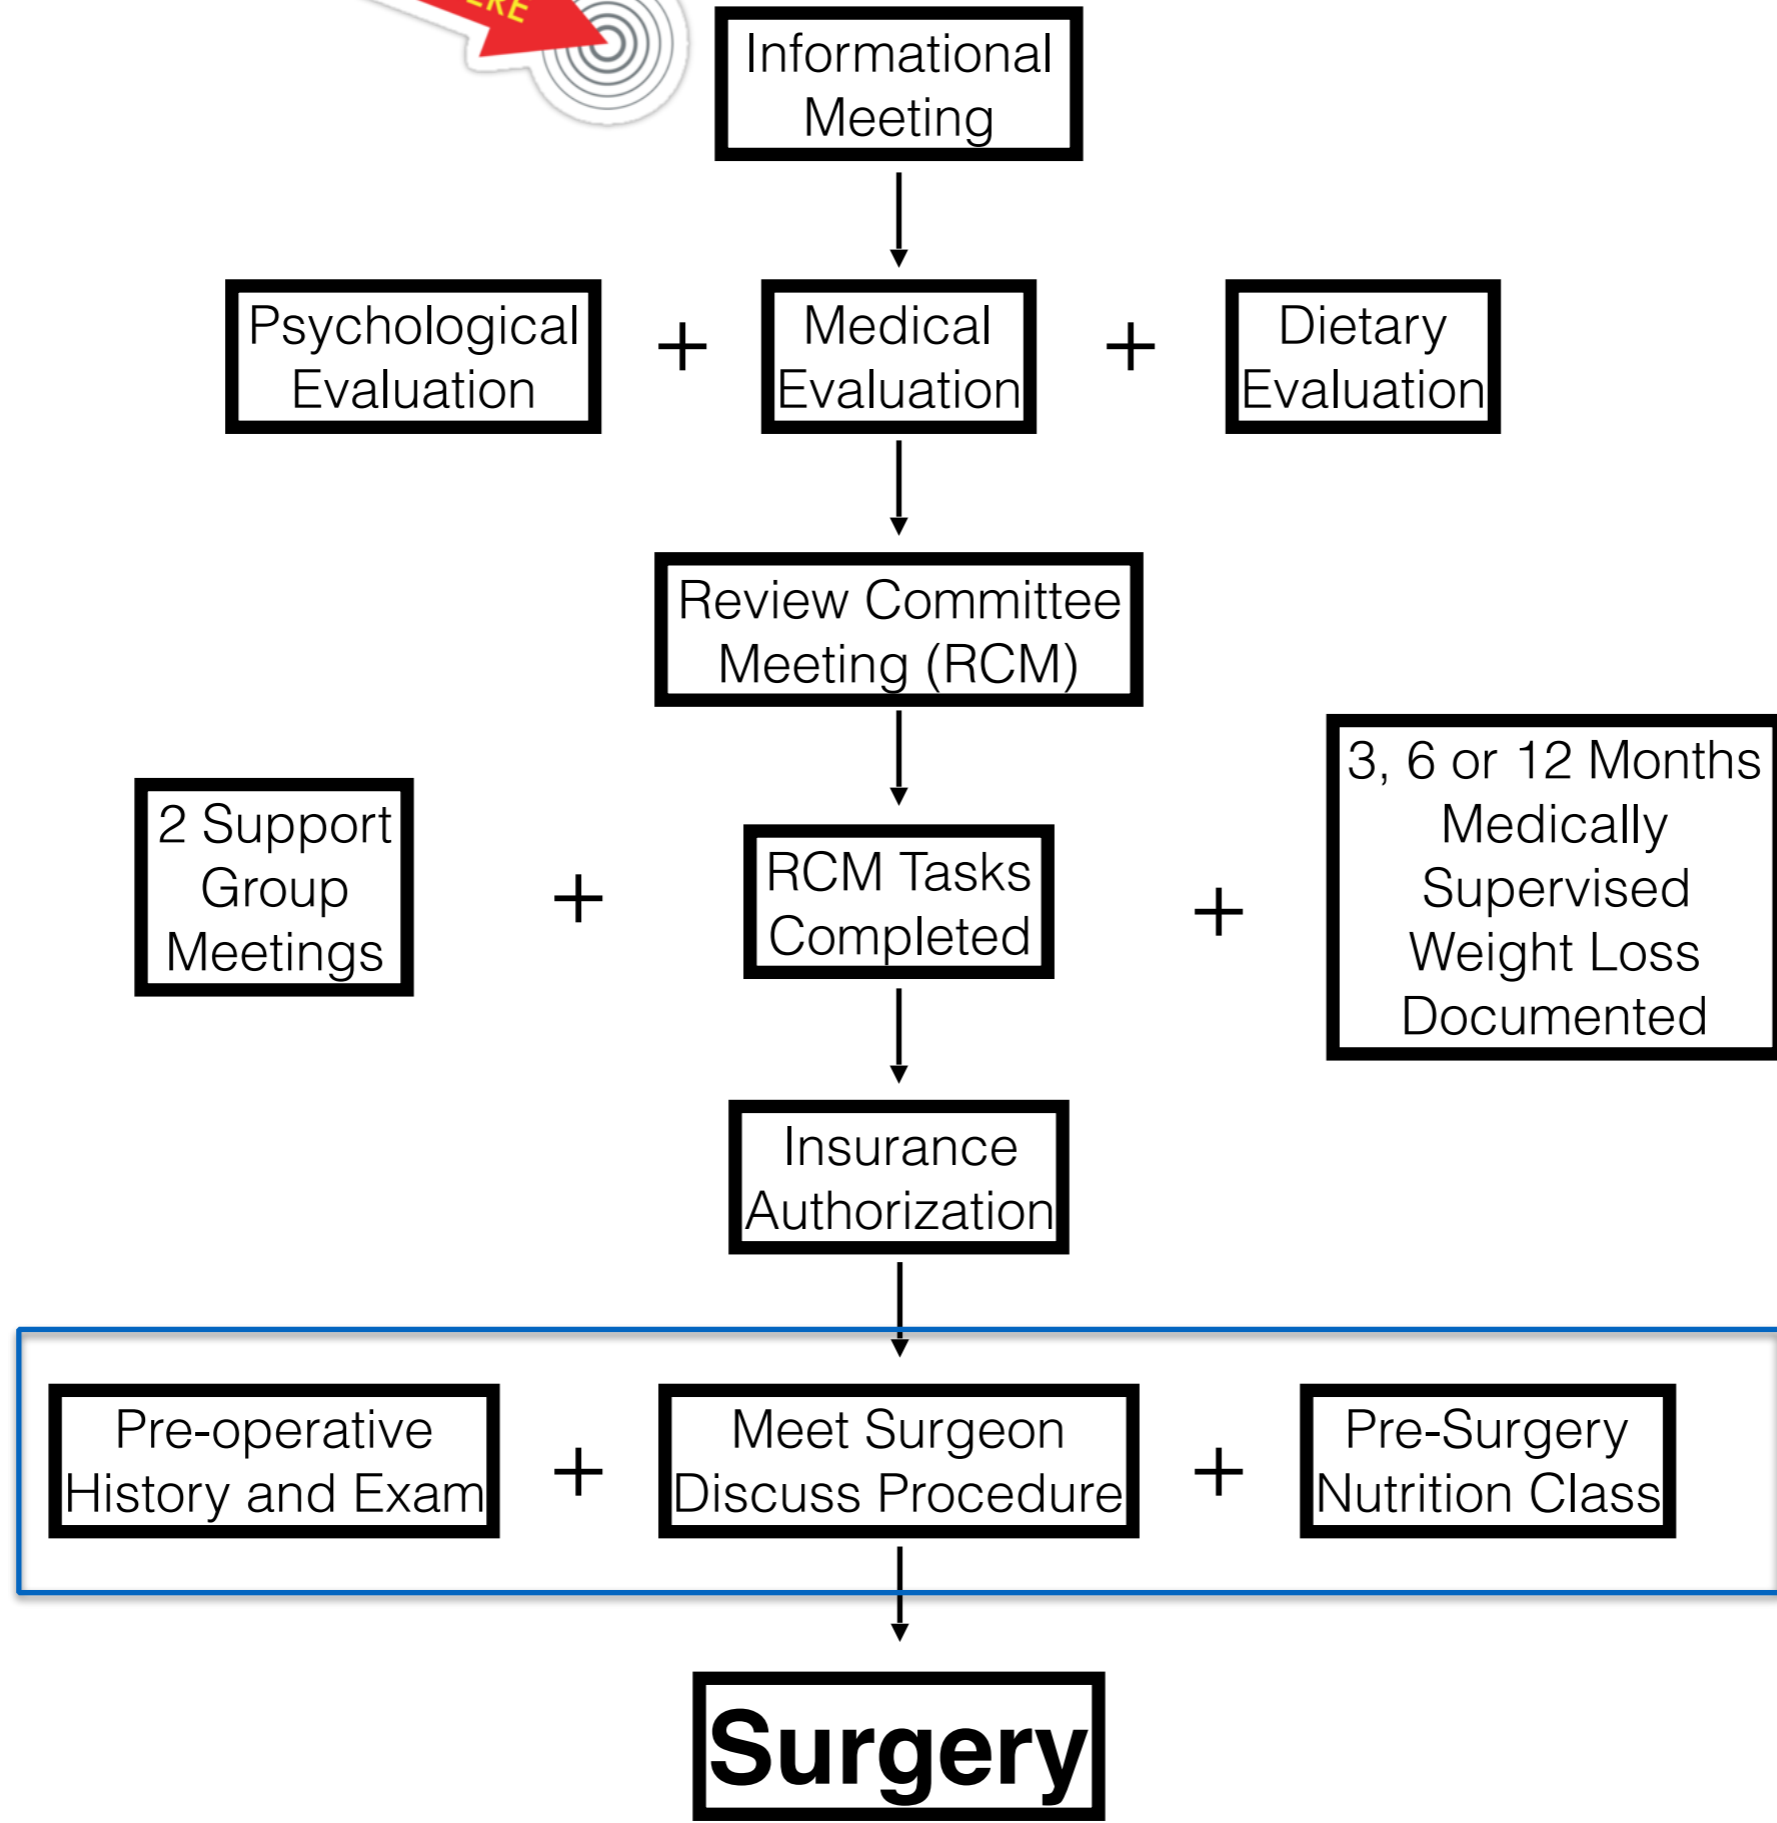 Informational
Meeting
Psychological
Evaluation
+
Medical
Evaluation
+
Dietary
Evaluation
Review Committee
Meeting (RCM)
2 Support
Group
Meetings
+
RCM Tasks
Completed
+
3, 6 or 12 Months
Medically
Supervised
Weight Loss
Documented
Insurance
Authorization
Pre-operative
History and Exam
+
Meet Surgeon
Discuss Procedure
+
Pre-Surgery
Nutrition Class
Surgery